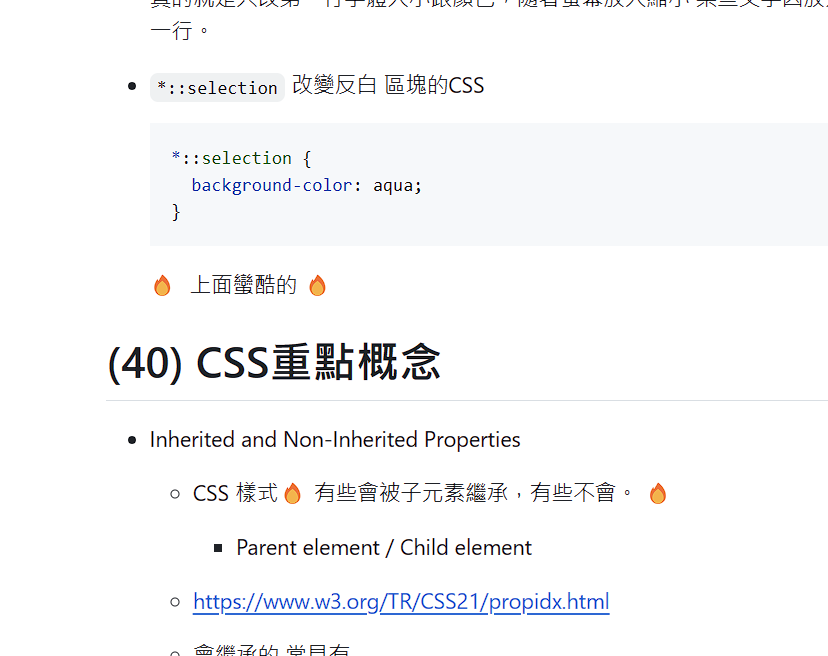 一行。
*::selection 改變反白 區塊的CSS
*::selection {
background-color: aqua;
}
🔥 上面蠻酷的 🔥
(40) CSS重點概念
Inherited and Non-Inherited Properties
CSS 樣式🔥 有些會被子元素繼承，有些不會。 🔥
Parent element / Child element
https://www.w3.org/TR/CSS21/propidx.html
會繼承的 常見有